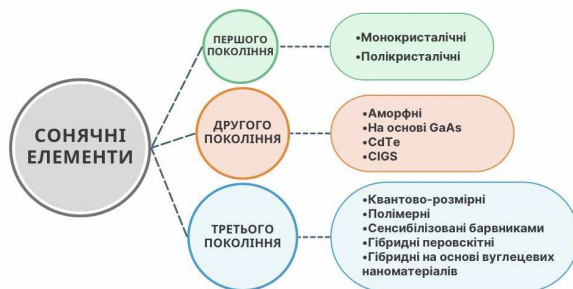 СОНЯЧНІ
ЕЛЕМЕНТИ
ПЕРШОГО
ПОКОЛІННЯ
•Монокристалічні
•Полікристалічні
ДРУГОГО
ПОКОЛІННЯ
•Аморфні
•На основі GaAs
•CdTe
•CIGS
ТРЕТЬОГО
ПОКОЛІННЯ
•Квантово-розмірні
•Полімерні
•Сенсибілізовані барвниками
•Гібридні перовскітні
•Гібридні на основі вуглецевих
наноматеріалів